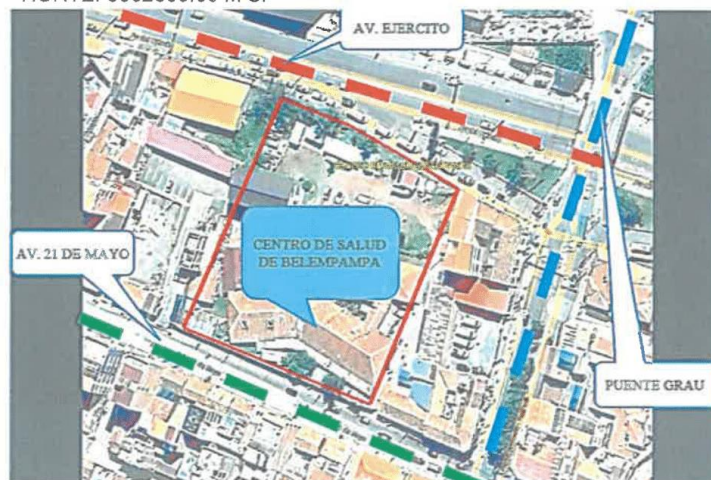 AV. EJERCITO
CENTRO DE SALUD
DE BELEMPAMPA
AV. 21 DE MAYO
PUENTE GRAU